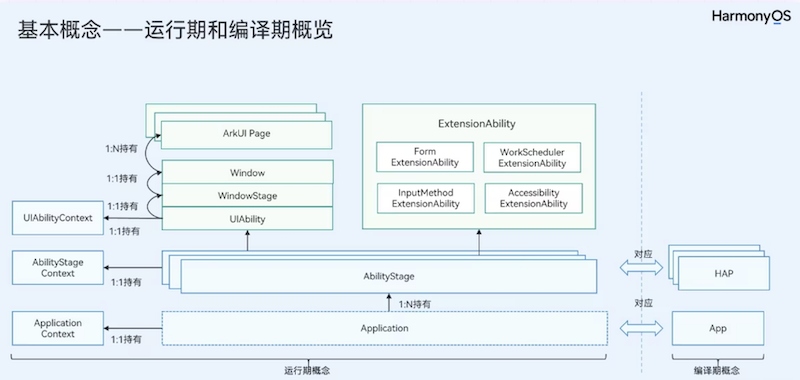 基本概念——运行期和编译期概览
HarmonyOS
ArkUI Page
1:N持有
Window
1:1持有
WindowStage
1:1持有
UIAbility
UIAbilityContext
1:1持有
ExtensionAbility
Form
ExtensionAbility
WorkScheduler
ExtensionAbility
InputMethod
ExtensionAbility
Accessibility
ExtensionAbility
AbilityStage
Context
1:1持有
AbilityStage
对应
HAP
1:N持有
Application
Context
1:1持有
Application
对应
App
运行期概念
编译期概念